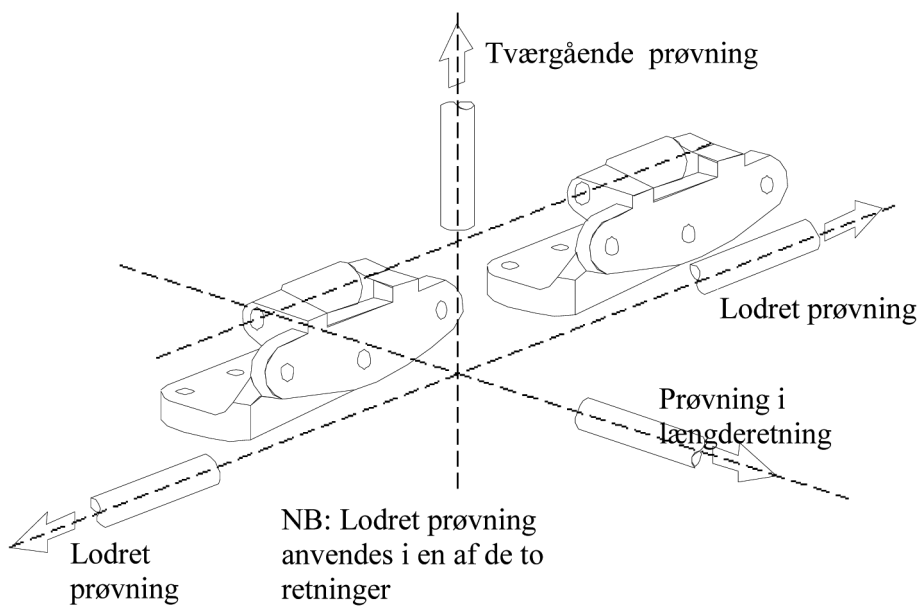 Tværgående prøvning
Lodret prøvning
Prøvning i
længderetning
NB: Lodret prøvning
anvendes i en af de to
retninger
Lodret
prøvning